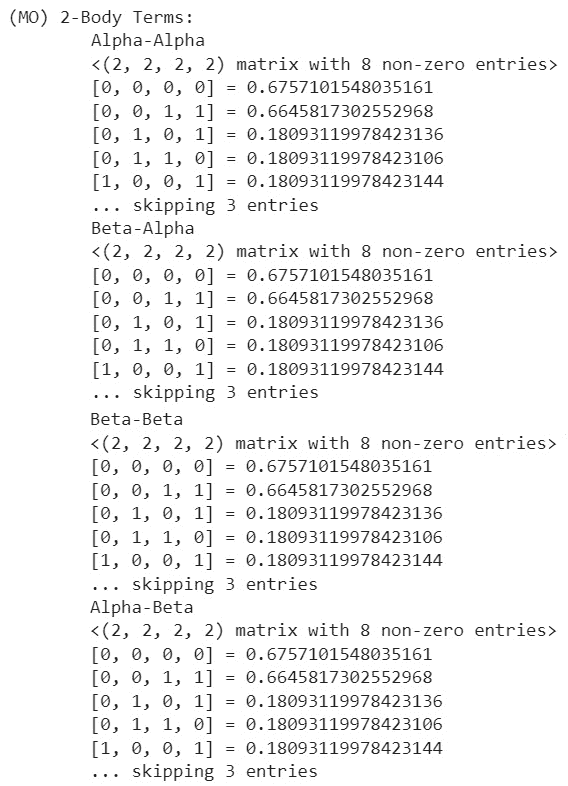 (MO) 2-Body Terms:
Alpha-Alpha
<(2, 2, 2, 2) matrix with 8 non-zero entries>
[0, 0, 0, 0] = 0.6757101548035161
[0, 0, 1, 1] = 0.6645817302552968
[0, 1, 0, 1] = 0.18093119978423136
[0, 1, 1, 0] = 0.18093119978423106
[1, 0, 0, 1] = 0.18093119978423144
... skipping 3 entries
Beta-Alpha
<(2, 2, 2, 2) matrix with 8 non-zero entries>
[0, 0, 0, 0] = 0.6757101548035161
[0, 0, 1, 1] = 0.6645817302552968
[0, 1, 0, 1] = 0.18093119978423136
[0, 1, 1, 0] = 0.18093119978423106
[1, 0, 0, 1] = 0.18093119978423144
... skipping 3 entries
Beta-Beta
<(2, 2, 2, 2) matrix with 8 non-zero entries>
[0, 0, 0, 0] = 0.6757101548035161
[0, 0, 1, 1] = 0.6645817302552968
[0, 1, 0, 1] = 0.18093119978423136
[0, 1, 1, 0] = 0.18093119978423106
[1, 0, 0, 1] = 0.18093119978423144
... skipping 3 entries
Alpha-Beta
<(2, 2, 2, 2) matrix with 8 non-zero entries>
[0, 0, 0, 0] = 0.6757101548035161
[0, 0, 1, 1] = 0.6645817302552968
[0, 1, 0, 1] = 0.18093119978423136
[0, 1, 1, 0] = 0.18093119978423106
[1, 0, 0, 1] = 0.18093119978423144
... skipping 3 entries